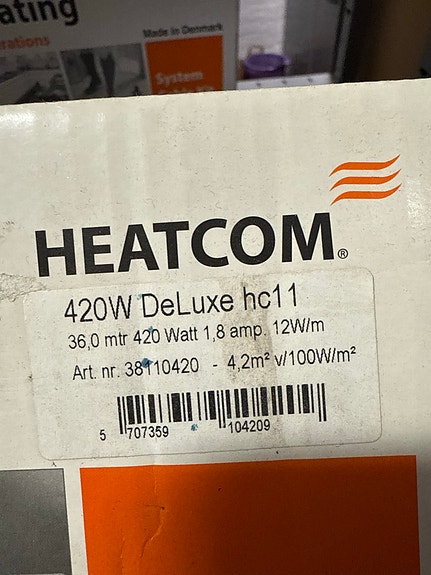 ating
Made in Denmark
erations
System
HEATCOM®
420W DeLuxe hc11
36,0 mtr 420 Watt 1,8 amp. 12W/m
Art. nr. 38110420 - 4,2m² v/100W/m²
5 707359 104209